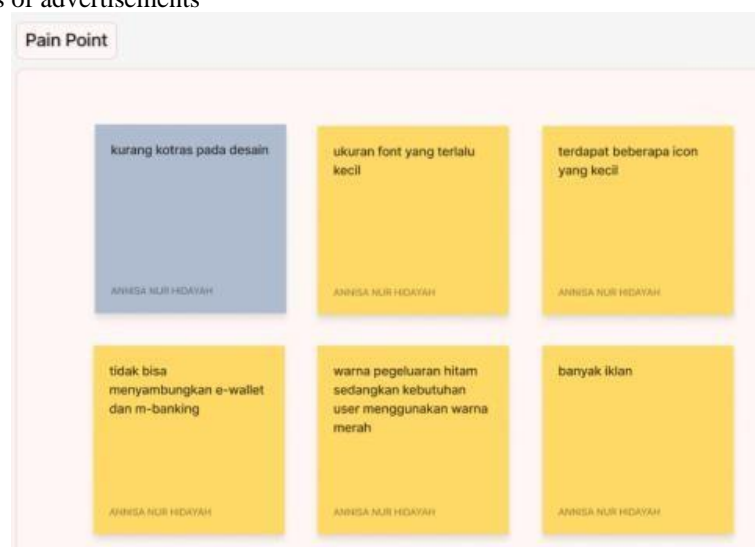 s of advertisements
Pain Point
kurang kotras pada desain
ANNISA NUR HIDAYAH
ukuran font yang terlalu
kecil
ANNISA NUR HIDAYAH
terdapat beberapa icon
yang kecil
ANNISA NUR HIDAYAH
tidak bisa
menyambungkan e-wallet
dan m-banking
ANNISA NUR HIDAYAH
warna pegeluaran hitam
sedangkan kebutuhan
user menggunakan warna
merah
ANNISA NUR HIDAYAH
banyak iklan
ANNISA NUR HIDAYAH